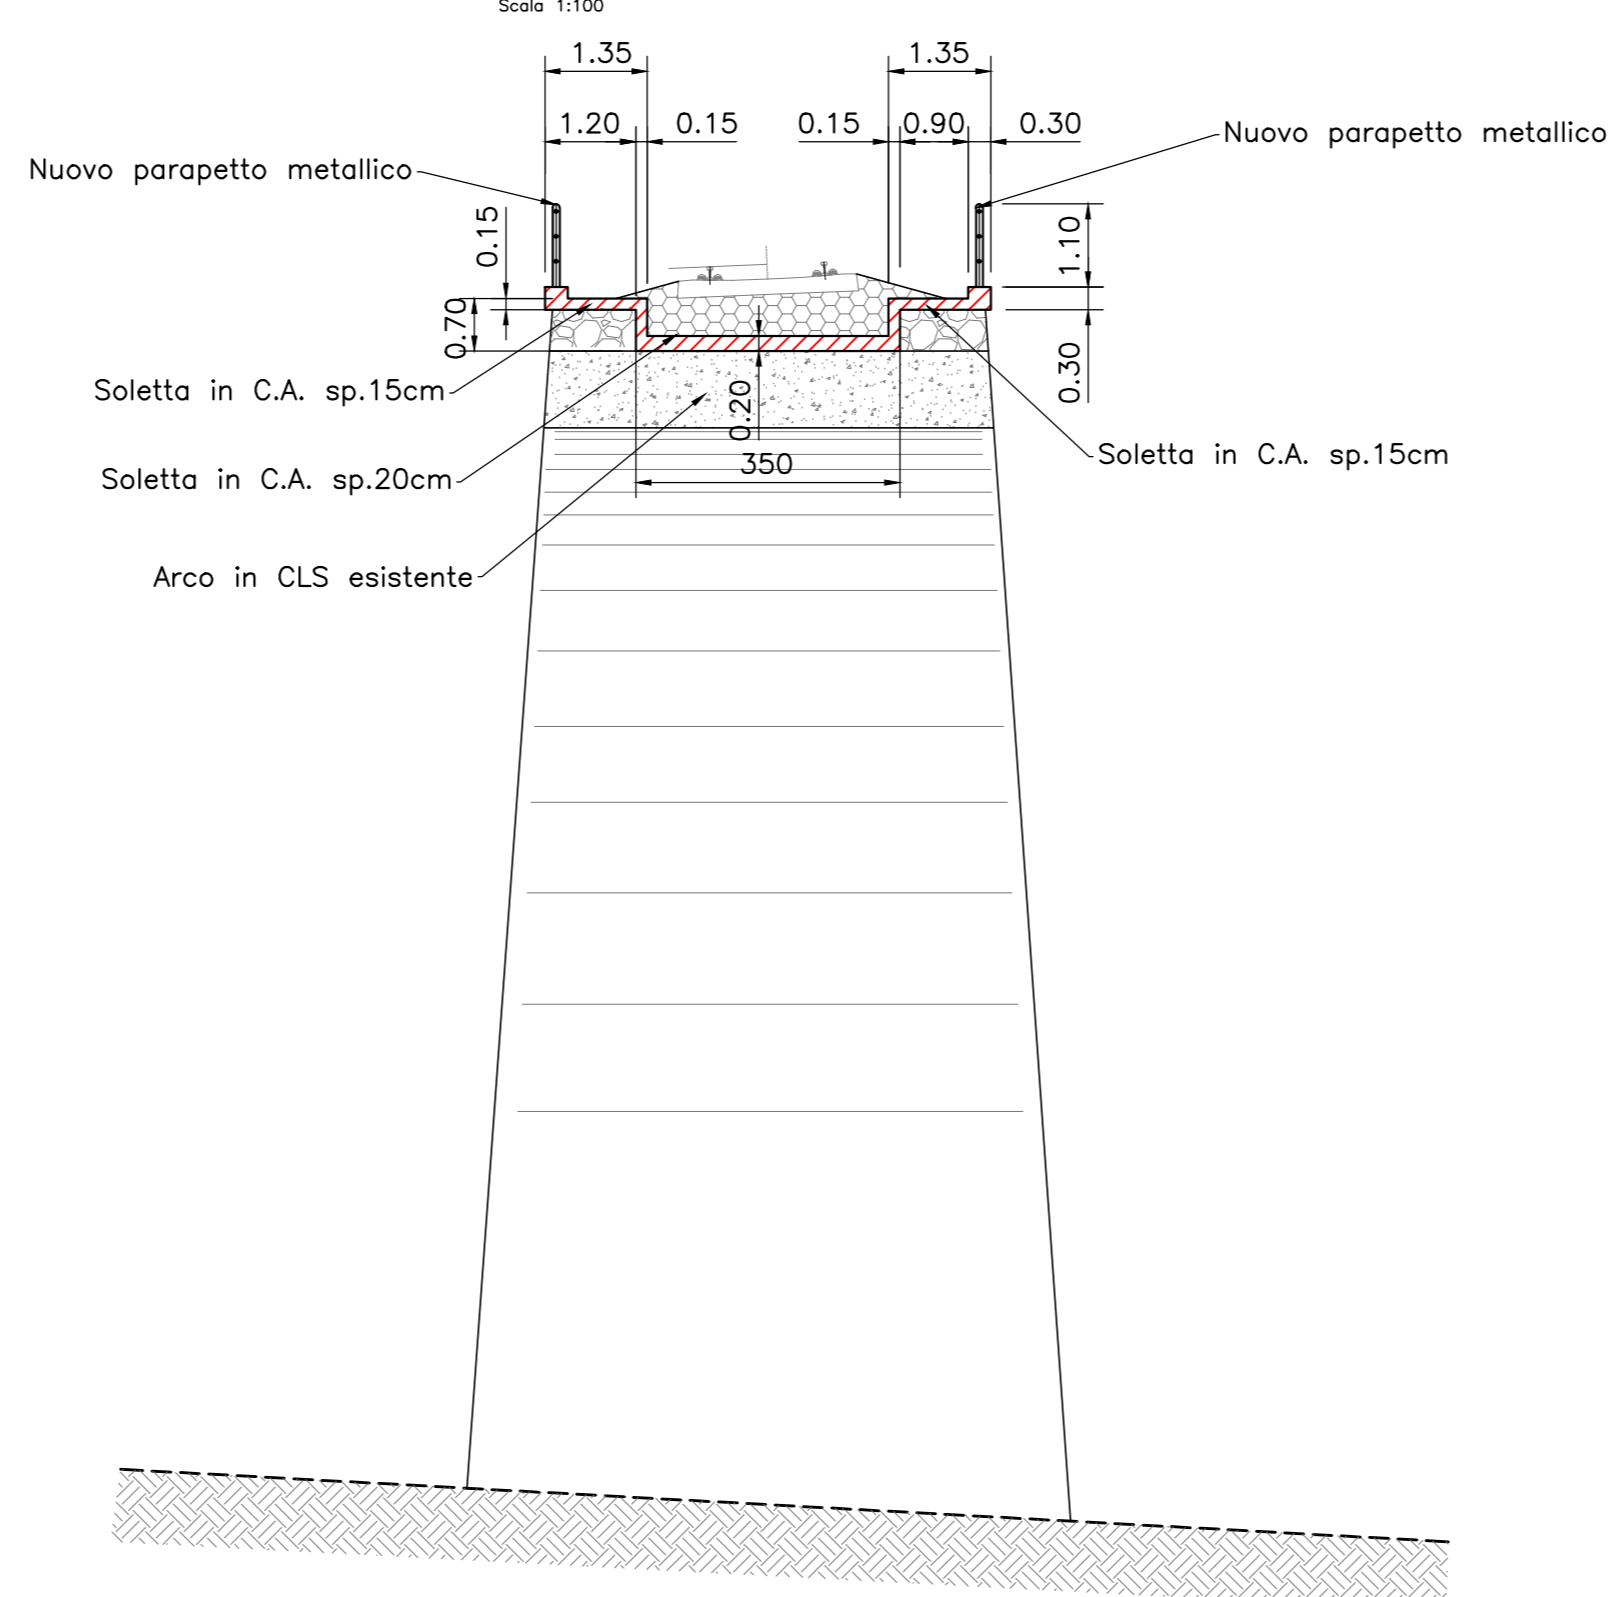 Scala 1:100
1.35
1.35
1.20
0.15
0.15
0.90
0.30
Nuovo parapetto metallico
Nuovo parapetto metallico
0.15
1.10
0.70
0.30
Soletta in C.A. sp.15cm
0.20
Soletta in C.A. sp.15cm
350
Soletta in C.A. sp.20cm
Arco in CLS esistente